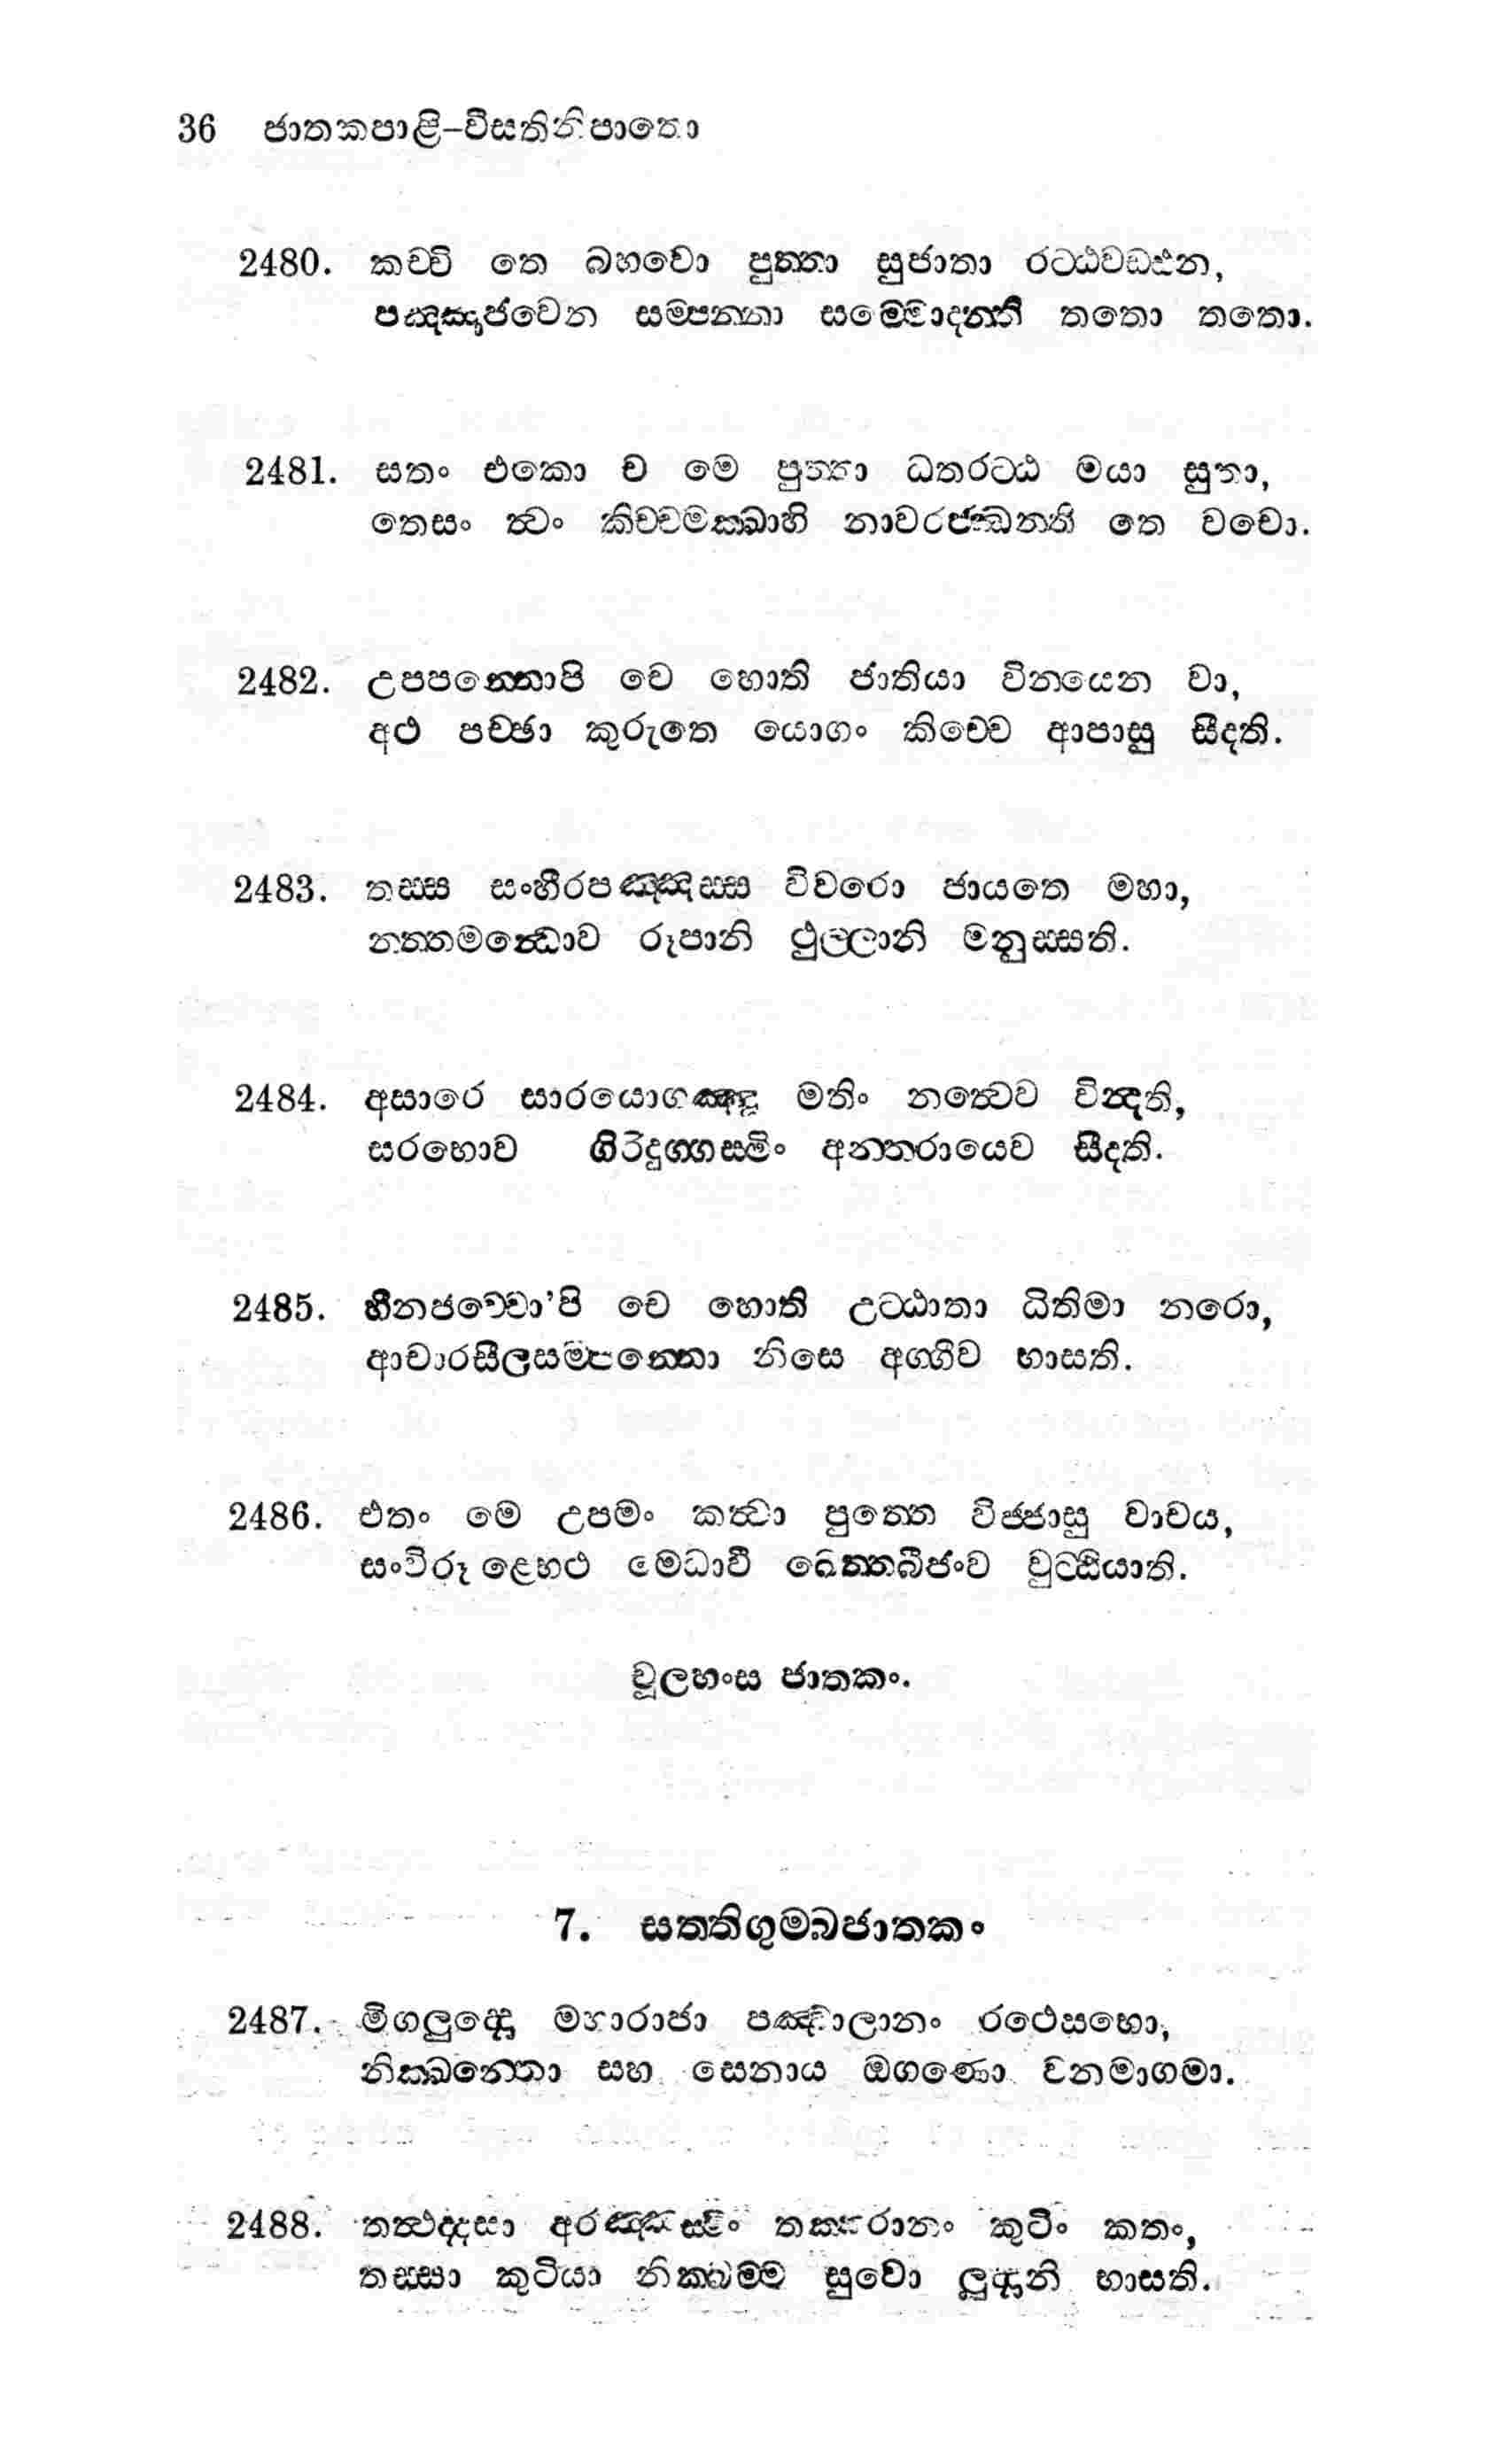 36 ජාතකපාළි-වීසතිනිපාතො
2480. කච්චි තෙ බහවො පුත්තා සුජාතා රට්ඨවඩ්ඪන,
පඤ්ඤාජවෙන සම්පන්නා සම්මොදන්ති තතො තතො.
2481. සතං එකො ච මෙ පුත්තා ධතරට්ඨ මයා සුතා,
තෙසං ත්වං කිච්චමක්ඛාහි නාවරජ්ඣන්ති තෙ වචො.
2482. උපපන්නොපි චෙ හොති ජාතියා විනයෙන වා,
අථ පච්ඡා කුරුතෙ යොගං කිච්චෙ ආපාසු සීදති.
2483. තස්ස සංහීරපඤ්ඤස්ස විවරො ජායතෙ මහා,
නත්තමන්ධොව රූපානි ථුල්ලානි මනුස්සති.
2484. අසාරෙ සාරයොගඤ්ඤූ මතිං නත්වෙව වින්දති,
සරභොව ගිරිදුග්ගස්මිං අන්තරායෙව සීදති.
2485. හීනජච්චො'පි චෙ හොති උට්ඨාතා ධිතිමා නරො,
ආචාරසීලසම්පන්නො නිසෙ අග්ගීව භාසති.
2486. එතං මෙ උපමං කත්වා පුත්තෙ විජ්ජාසු වාචය,
සංවිරූළෙහථ මෙධාවී ඛෙත්තබීජංව වුට්ඨියාති.
චූලහංස ජාතකං.
7. සත්තිගුම්බජාතකං
2487. මිගලුද්දො මහාරාජා පඤ්චාලානං රථෙසභො,
නික්ඛන්තො සහ සෙනාය ඔගණො වනමාගමා.
2488. තත්ථද්දසා අරඤ්ඤස්මිං තක්කරානං කුටිං කතං,
තස්සා කුටියා නික්ඛම්ම සුවො ලුද්දානි භාසති.